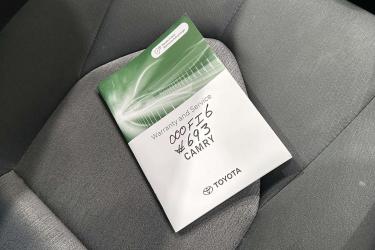 Warranty and Service
000FI6
#693
CAMRY
TOYOTA